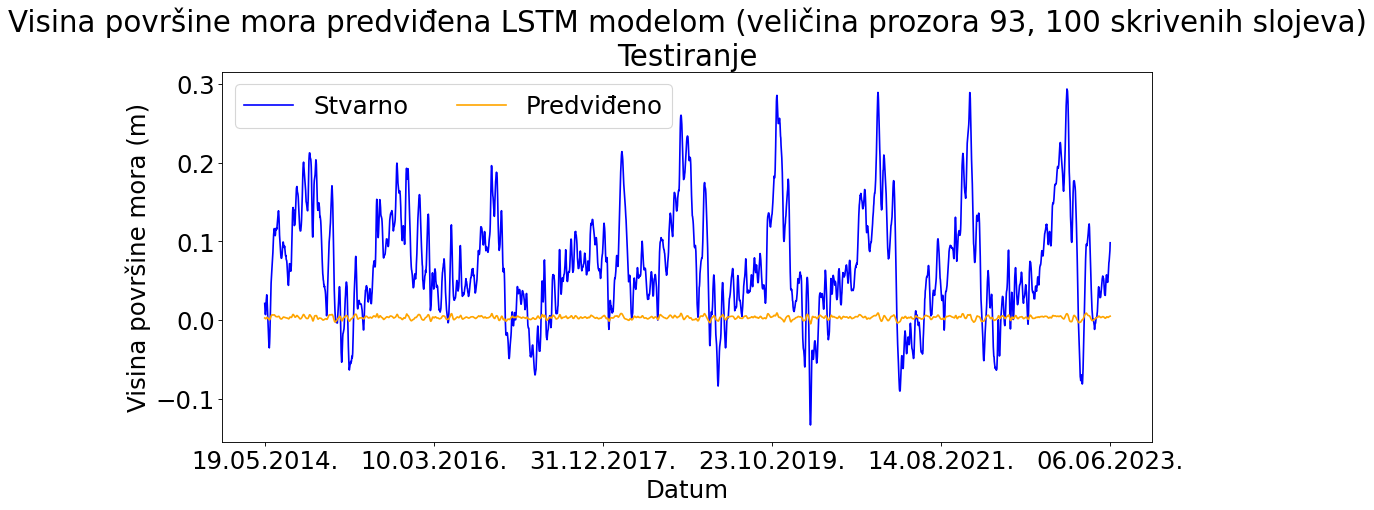 Visina površine mora predviđena LSTM modelom (veličina prozora 93, 100 skrivenih slojeva)
Testiranje
Stvarno
Predviđeno
Visina površine mora (m)
0.3
0.2
0.1
0.0
−0.1
19.05.2014.
10.03.2016.
31.12.2017.
23.10.2019.
14.08.2021.
06.06.2023.
Datum